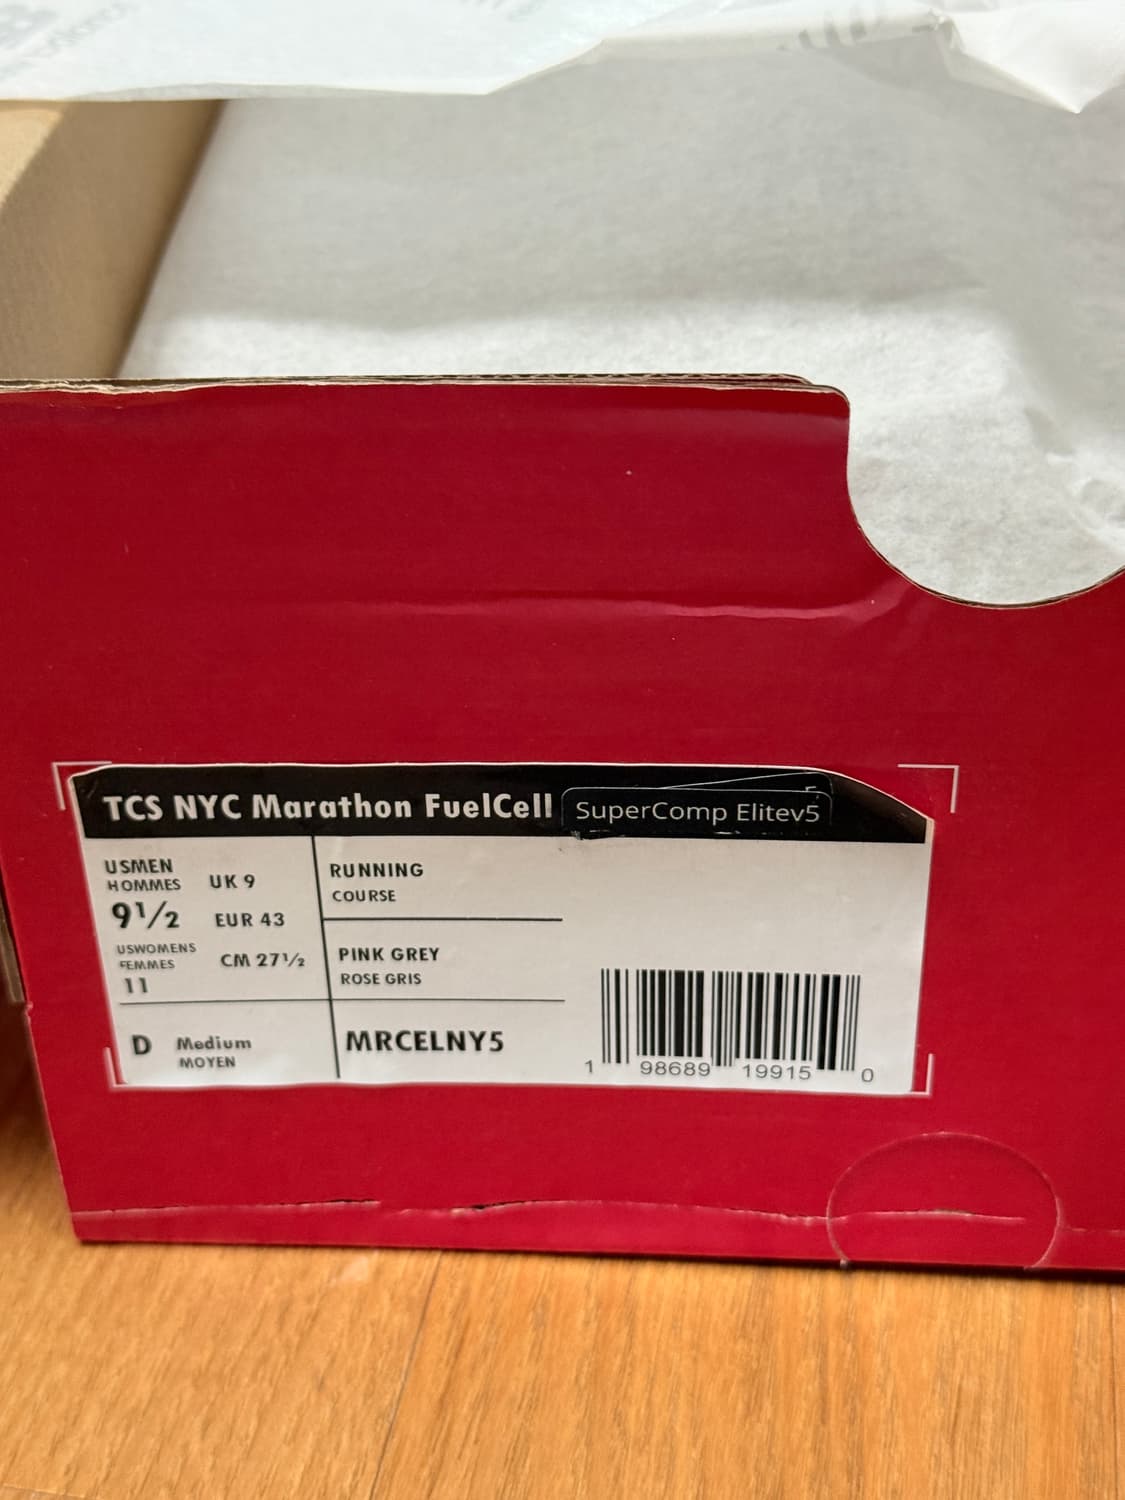 TCS NYC Marathon FuelCell SuperComp Elitev5
USMEN
HOMMES
9½
UK 9
EUR 43
USWOMENS
FEMMES
11
CM 27½
D Medium
MOYEN
RUNNING
COURSE
PINK GREY
ROSE GRIS
MRCELNY5
1 98689 19915 0